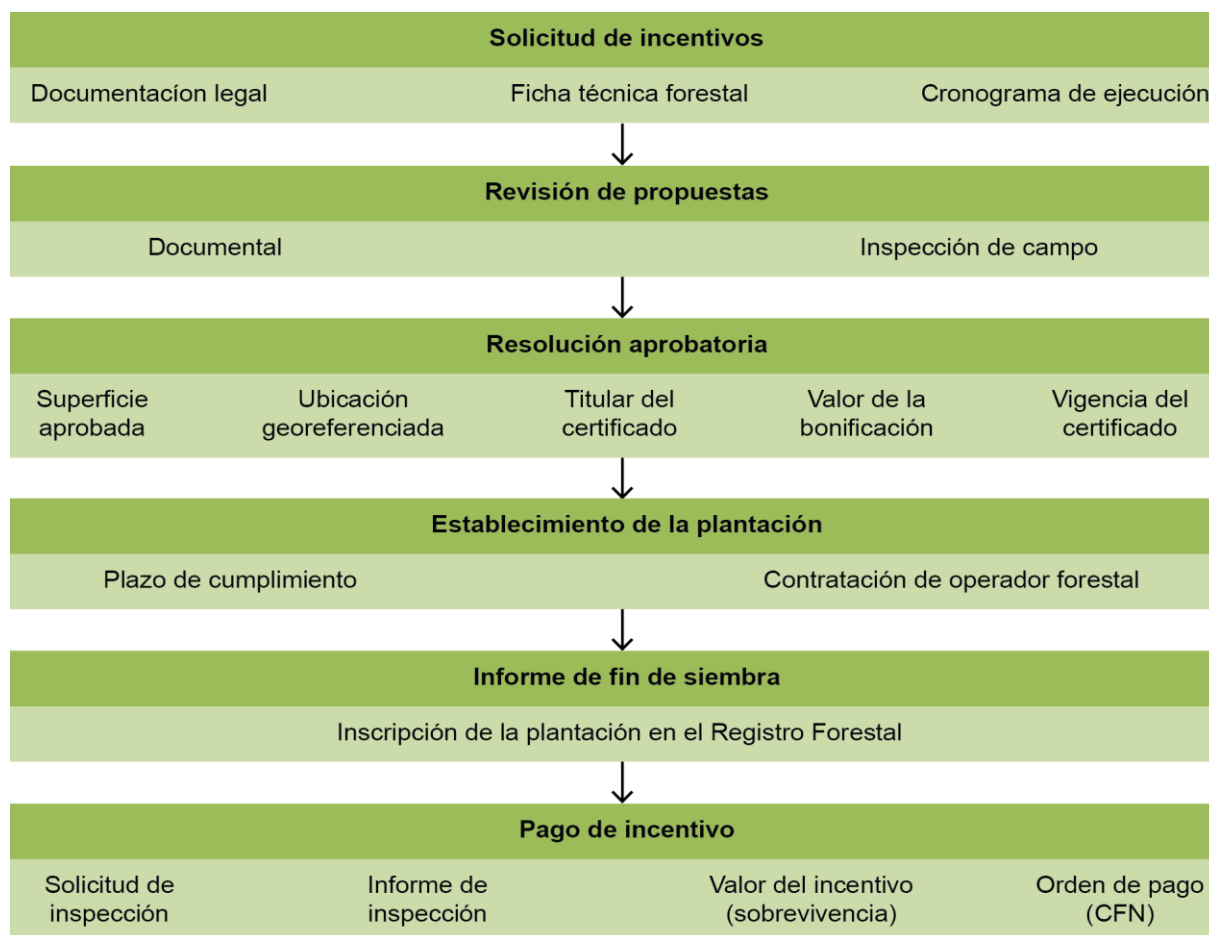 Solicitud de incentivos
Documentacíon legal
Ficha técnica forestal
Cronograma de ejecución
Revisión de propuestas
Documental
Inspección de campo
Resolución aprobatoria
Superficie
aprobada
Ubicación
georeferenciada
Titular del
certificado
Valor de la
bonificación
Vigencia del
certificado
Establecimiento de la plantación
Plazo de cumplimiento
Contratación de operador forestal
Informe de fin de siembra
Inscripción de la plantación en el Registro Forestal
Pago de incentivo
Solicitud de
inspección
Informe de
inspección
Valor del incentivo
(sobrevivencia)
Orden de pago
(CFN)